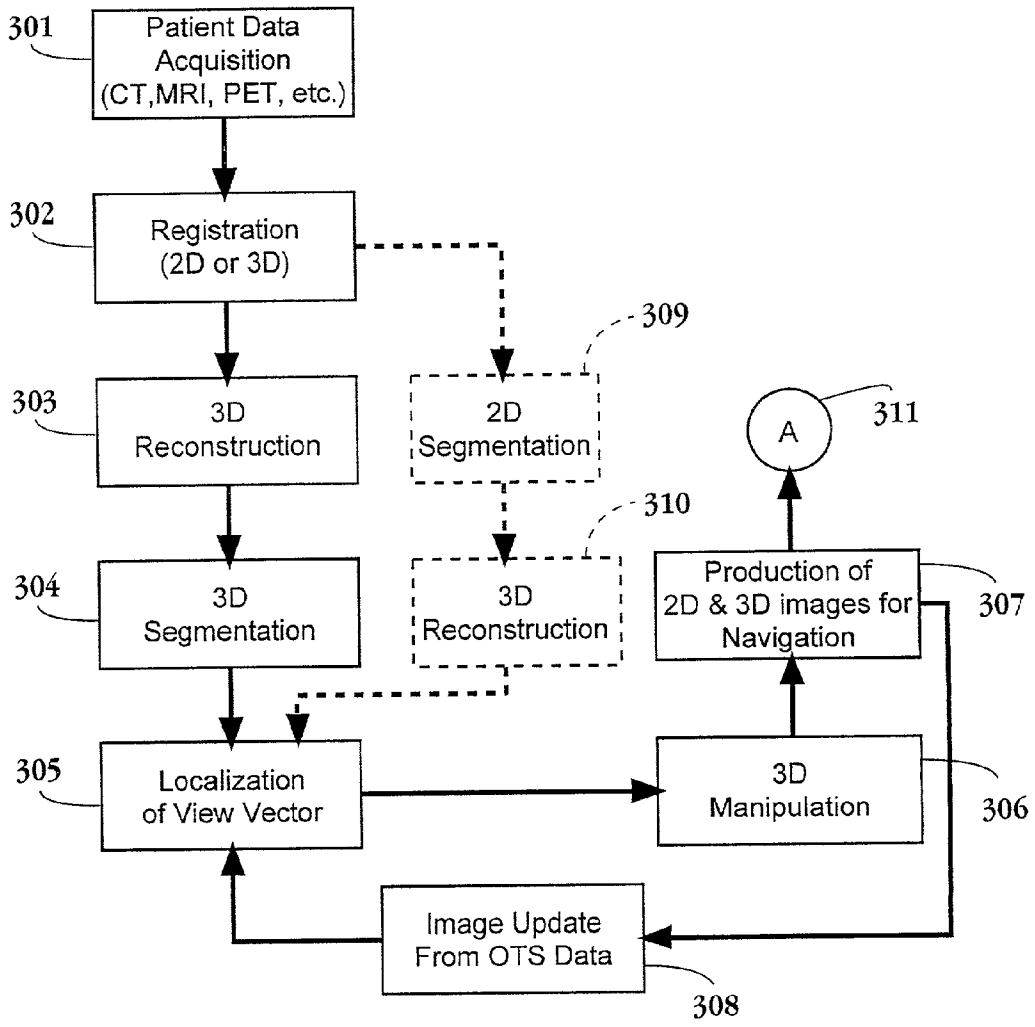 301
Patient Data
Acquisition
(CT,MRI, PET, etc.)
302
Registration
(2D or 3D)
309
303
3D
Reconstruction
2D
Segmentation
A
311
310
304
3D
Segmentation
3D
Reconstruction
Production of
2D & 3D images for
Navigation
307
305
Localization
of View Vector
3D
Manipulation
306
Image Update
From OTS Data
308